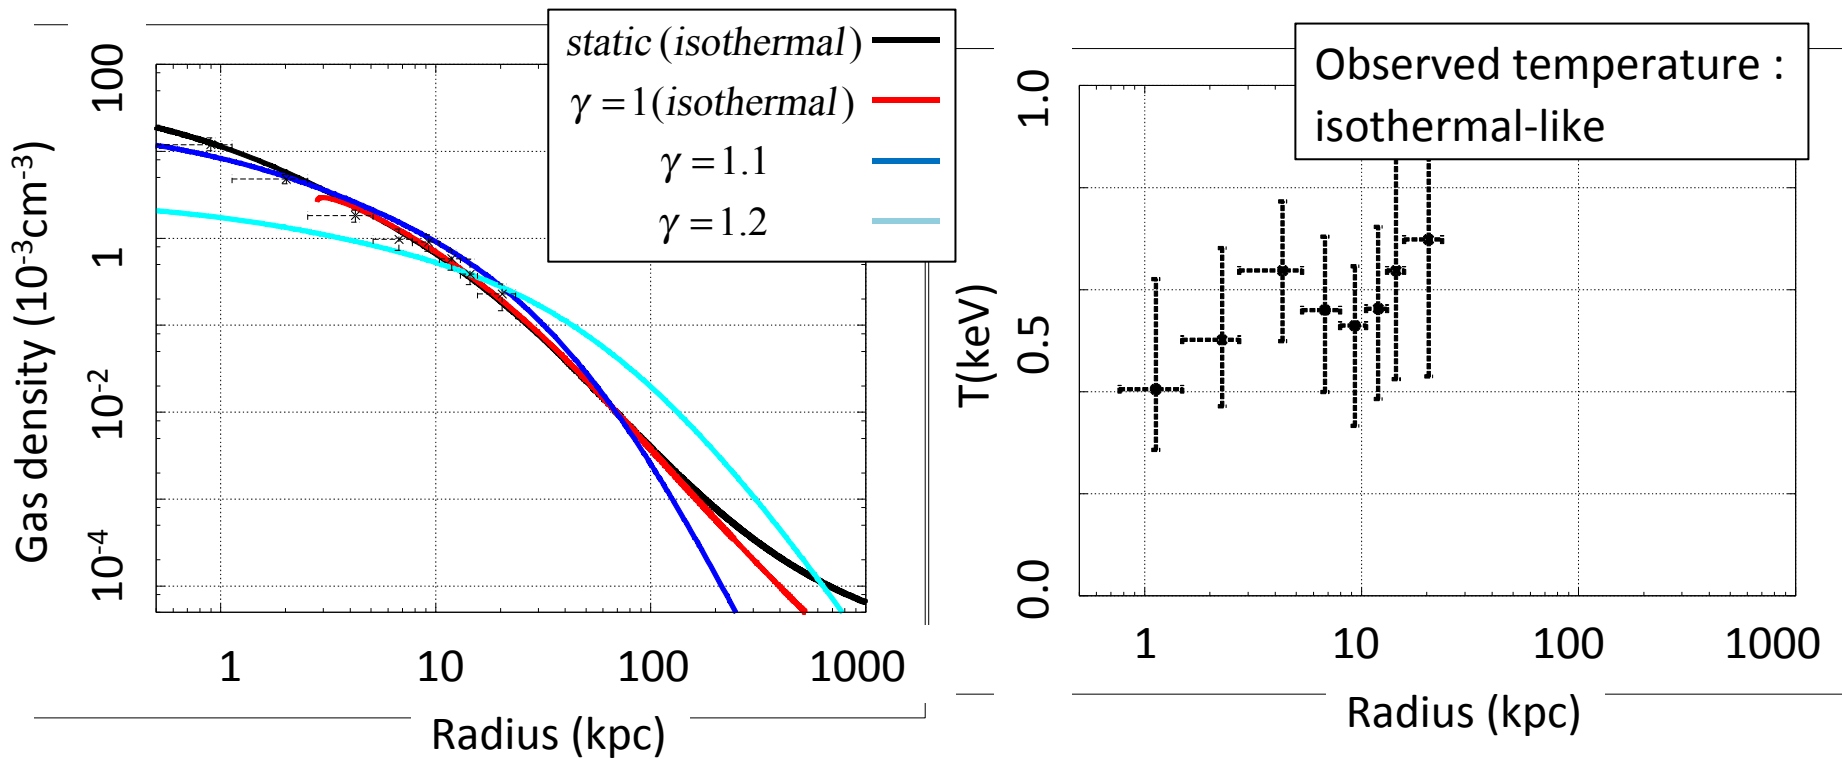 static (isothermal)
γ = 1(isothermal)
γ = 1.1
γ = 1.2
Gas density (10⁻³cm⁻³)
100
1
10⁻²
10⁻⁴
1 10 100 1000
Radius (kpc)
Observed temperature :
isothermal-like
T(keV)
1.0
0.5
0.0
1 10 100 1000
Radius (kpc)